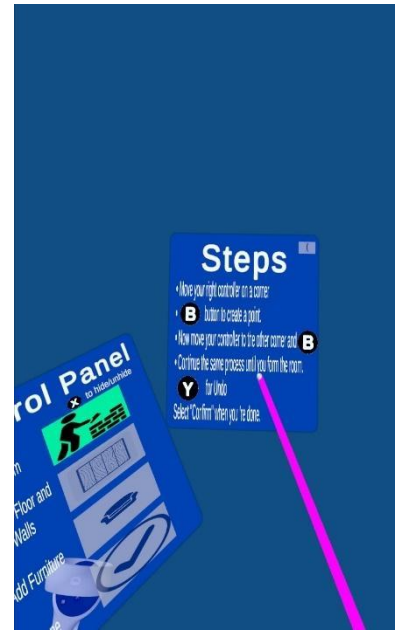 Steps
• Move your right controller on a corner
• B button to create a point.
• Now move your controller to the other corner and B
• Continue the same process until you form the room.
Y for Undo
Select "Confirm" when you're done.
rol Panel
X to hide/unhide
Floor and
Walls
Add Furniture